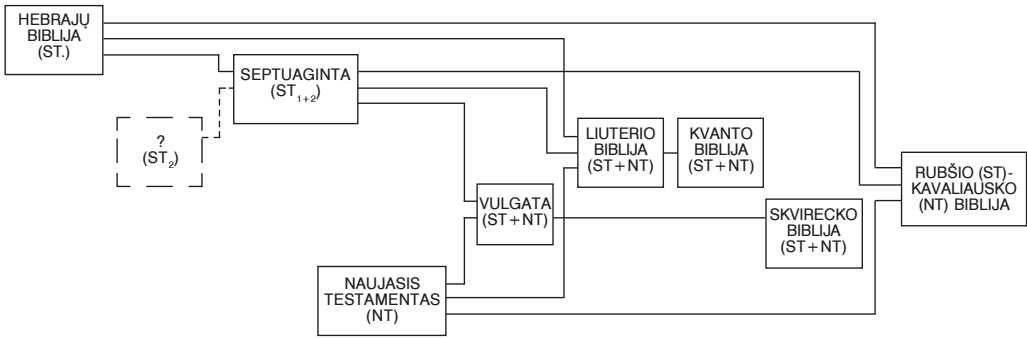 HEBRAJŲ
BIBLIJA
(ST.)
SEPTUAGINTA
(ST₁₊₂)
?
(ST₂)
LIUTERIO
BIBLIJA
(ST+NT)
KVANTO
BIBLIJA
(ST+NT)
RUBŠIO (ST)-
KAVALIAUSKO
(NT) BIBLIJA
VULGATA
(ST+NT)
SKVIRECKO
BIBLIJA
(ST+NT)
NAUJASIS
TESTAMENTAS
(NT)